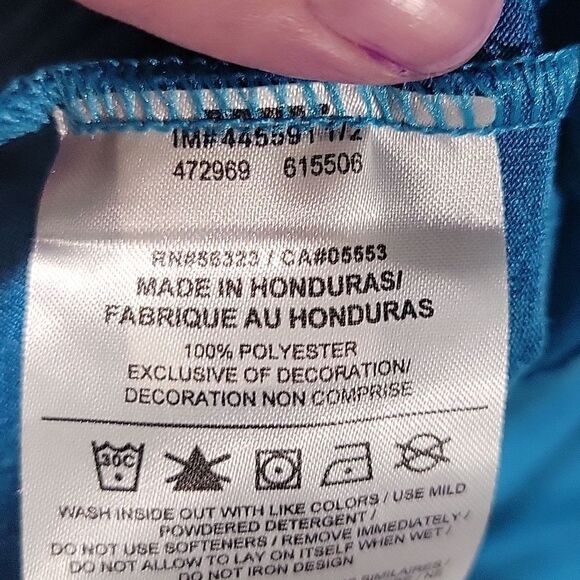 IM#445591 1/2
472969 615506
RN#56323 / CA#05553
MADE IN HONDURAS/
FABRIQUE AU HONDURAS
100% POLYESTER
EXCLUSIVE OF DECORATION/
DECORATION NON COMPRISE
30C
WASH INSIDE OUT WITH LIKE COLORS / USE MILD
POWDERED DETERGENT /
DO NOT USE SOFTENERS / REMOVE IMMEDIATELY /
DO NOT ALLOW TO LAY ON ITSELF WHEN WET /
DO NOT IRON DESIGN
SIMILAIRES /